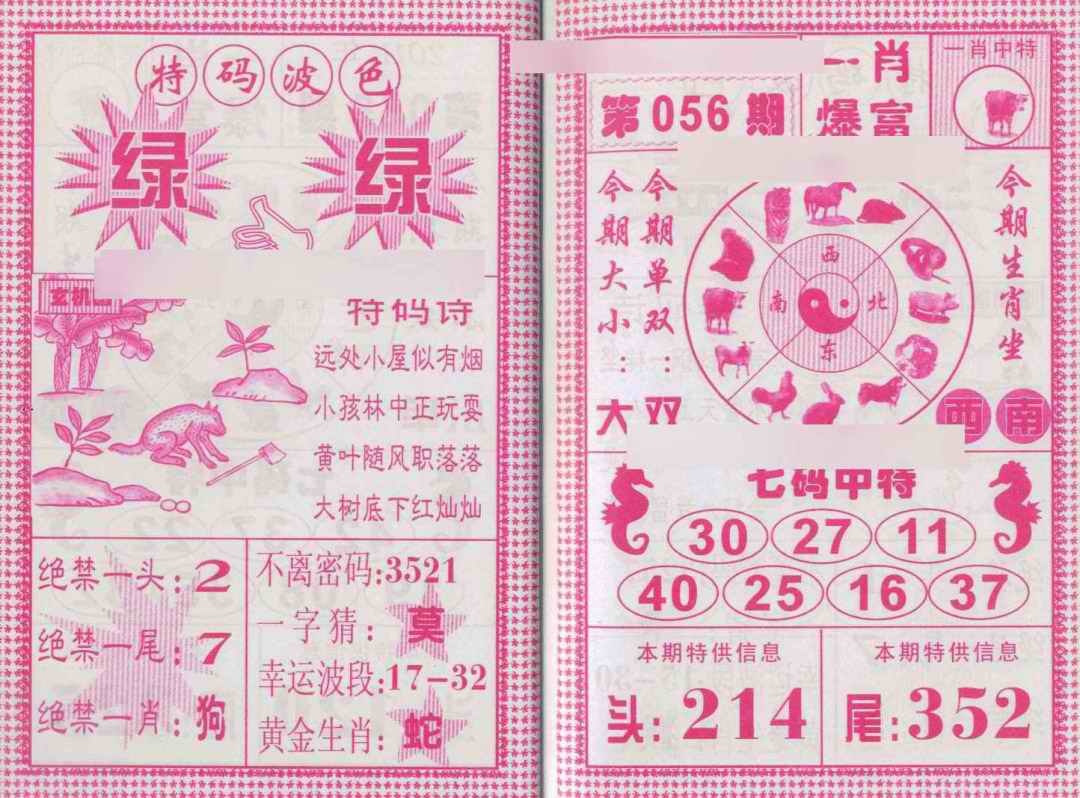 特码波色
绿 绿
玄机
特码诗
远处小屋似有烟
小孩林中正玩耍
黄叶随风职落落
大树底下红灿灿
绝禁一头:2
绝禁一尾:7
绝禁一肖:狗
不离密码:3521
一字猜:莫
幸运波段:17-32
黄金生肖:蛇
第056期
一肖
爆富
一肖中特
今期大小:大
今期单双:双
西
南 北
东
今期生肖坐
西南
七码中特
30 27 11
40 25 16 37
本期特供信息
头:214
本期特供信息
尾:352